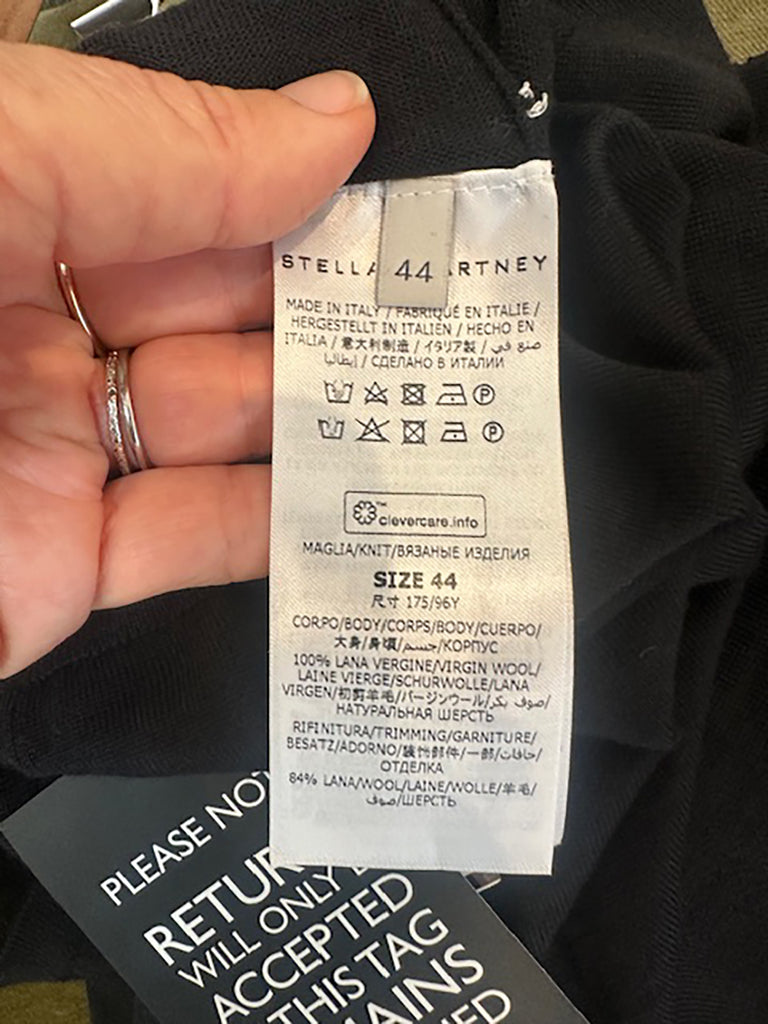 STELLA
44
RTNEY
MADE IN ITALY / FABRIQUÉ EN ITALIE /
HERGESTELLT IN ITALIEN / HECHO EN
ITALIA / 意大利制造 / イタリア製 / صنع في
إيطاليا / СДЕЛАНО В ИТАЛИИ
P
P
clevercare.info
MAGLIA/KNIT/ВЯЗАНЫЕ ИЗДЕЛИЯ
SIZE 44
尺寸 175/96Y
CORPO/BODY/CORPS/BODY/CUERPO/
大身/身頃/جسم/КОРПУС
100% LANA VERGINE/VIRGIN WOOL/
LAINE VIERGE/SCHURWOLLE/LANA
VIRGEN/初剪羊毛/バージンウール/صوف بكر/
НАТУРАЛЬНАЯ ШЕРСТЬ
RIFINITURA/TRIMMING/GARNITURE/
BESATZ/ADORNO/装饰部件/一部/حافات/
ОТДЕЛКА
84% LANA/WOOL/LAINE/WOLLE/羊毛/
صوف/ШЕРСТЬ
PLEASE NOT
RETUR
WILL ONLY
ACCEPTED
THIS TAG
AINS
ED